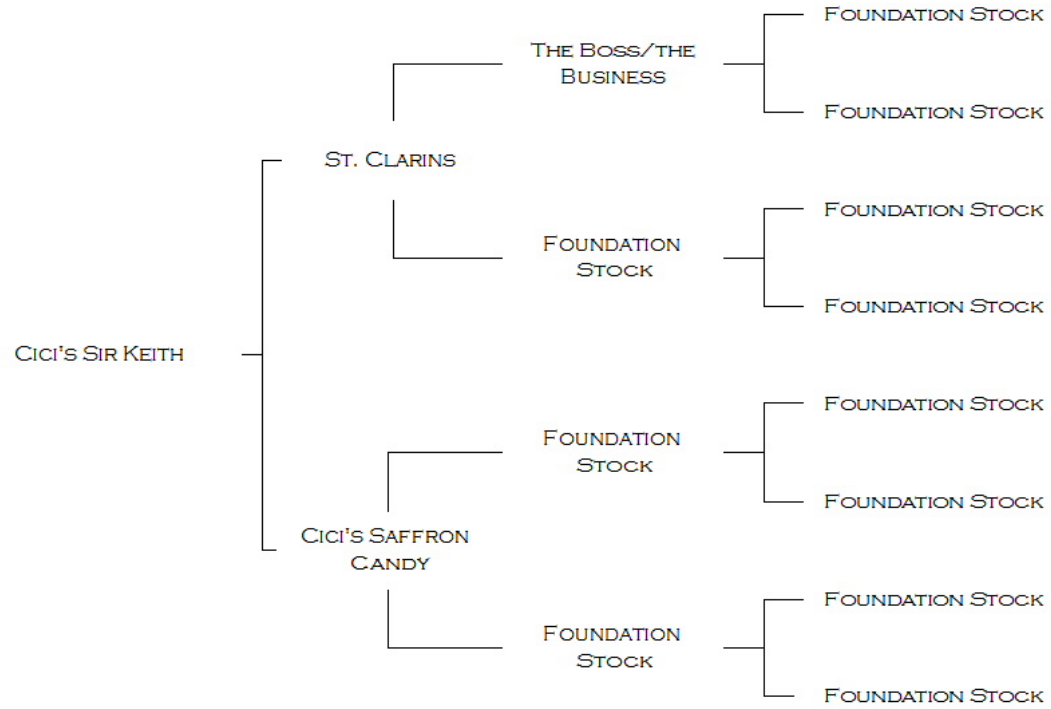 Foundation Stock
The Boss/the
Business
Foundation Stock
St. Clarins
Foundation Stock
Foundation
Stock
Foundation Stock
Cici's Sir Keith
Foundation Stock
Foundation
Stock
Foundation Stock
Cici's Saffron
Candy
Foundation Stock
Foundation
Stock
Foundation Stock